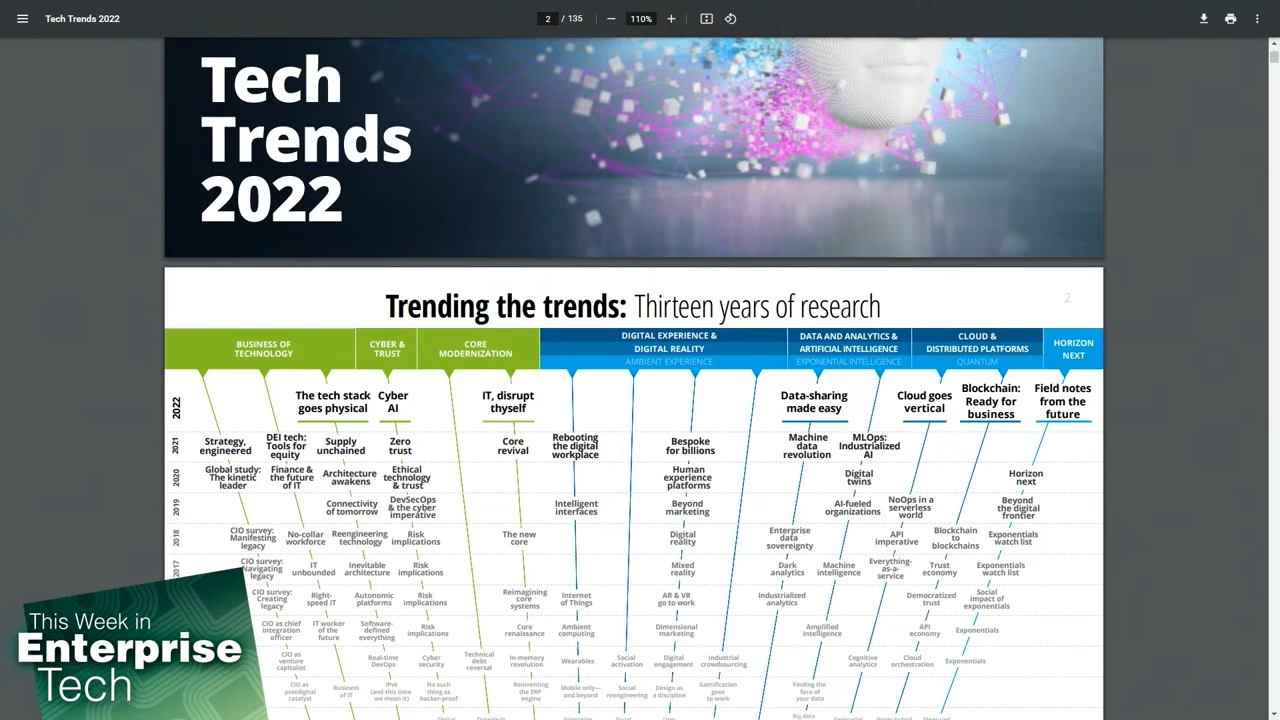 Tech Trends 2022
2 / 135
110%
Tech
Trends
2022
Trending the trends: Thirteen years of research
2
BUSINESS OF
TECHNOLOGY
CYBER &
TRUST
CORE
MODERNIZATION
DIGITAL EXPERIENCE &
DIGITAL REALITY
AMBIENT EXPERIENCE
DATA AND ANALYTICS &
ARTIFICIAL INTELLIGENCE
EXPONENTIAL INTELLIGENCE
CLOUD &
DISTRIBUTED PLATFORMS
QUANTUM
HORIZON
NEXT
2022
The tech stack
goes physical
Cyber
AI
IT, disrupt
thyself
Data-sharing
made easy
Cloud goes
vertical
Blockchain:
Ready for
business
Field notes
from the
future
2021
Strategy,
engineered
DEI tech:
Tools for
equity
Supply
unchained
Zero
trust
Core
revival
Rebooting
the digital
workplace
Bespoke
for billions
Machine
data
revolution
MLOps:
Industrialized
AI
2020
Global study:
The kinetic
leader
Finance &
the future
of IT
Architecture
awakens
Ethical
technology
& trust
Human
experience
platforms
Digital
twins
Horizon
next
2019
Connectivity
of tomorrow
DevSecOps
& the cyber
imperative
Intelligent
interfaces
Beyond
marketing
AI-fueled
organizations
NoOps in a
serverless
world
Beyond
the digital
frontier
2018
CIO survey:
Manifesting
legacy
No-collar
workforce
Reengineering
technology
Risk
implications
The new
core
Digital
reality
Enterprise
data
sovereignty
API
imperative
Blockchain
to
blockchains
Exponentials
watch list
2017
CIO survey:
Navigating
legacy
IT
unbounded
Inevitable
architecture
Risk
implications
Mixed
reality
Dark
analytics
Machine
intelligence
Everything-
as-a-
service
Trust
economy
Exponentials
watch list
CIO survey:
Creating
legacy
Right-
speed IT
Autonomic
platforms
Risk
implications
Reimagining
core
systems
Internet
of Things
AR & VR
go to work
Industrialized
analytics
Democratized
trust
Social
impact of
exponentials
CIO as chief
integration
officer
IT worker
of the
future
Software-
defined
everything
Risk
implications
Core
renaissance
Ambient
computing
Dimensional
marketing
Amplified
intelligence
API
economy
Exponentials
CIO as
venture
capitalist
Real-time
DevOps
Cyber
security
Technical
debt
reversal
In-memory
revolution
Wearables
Social
activation
Digital
engagement
Industrial
crowdsourcing
Cognitive
analytics
Cloud
orchestration
Exponentials
CIO as
postdigital
catalyst
Business
of IT
IPv6
(and this time
we mean it)
No such
thing as
hacker-proof
Reinventing
the ERP
engine
Mobile only—
and beyond
Social
reengineering
Design as
a discipline
Gamification
goes
to work
Finding the
face of
your data
Big data
This Week in
Enterprise
Tech